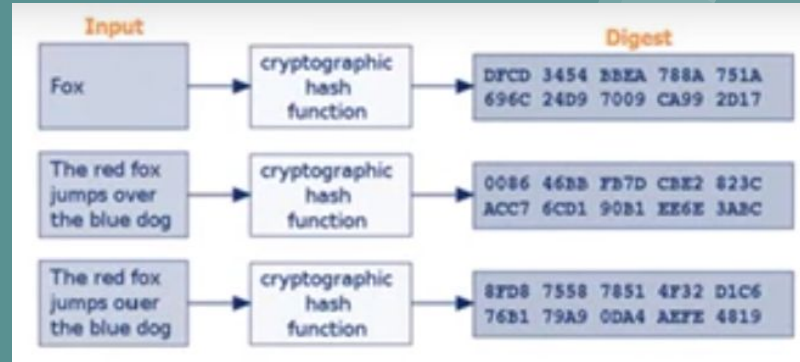 Input
Digest
Fox
cryptographic
hash
function
DFCD 3454 BBEA 788A 751A
696C 24D9 7009 CA99 2D17
The red fox
jumps over
the blue dog
cryptographic
hash
function
0086 46BB FB7D CBE2 823C
ACC7 6CD1 90B1 EE6E 3ABC
The red fox
jumps ouer
the blue dog
cryptographic
hash
function
8FD8 7558 7851 4F32 D1C6
76B1 79A9 0DA4 AEFE 4819